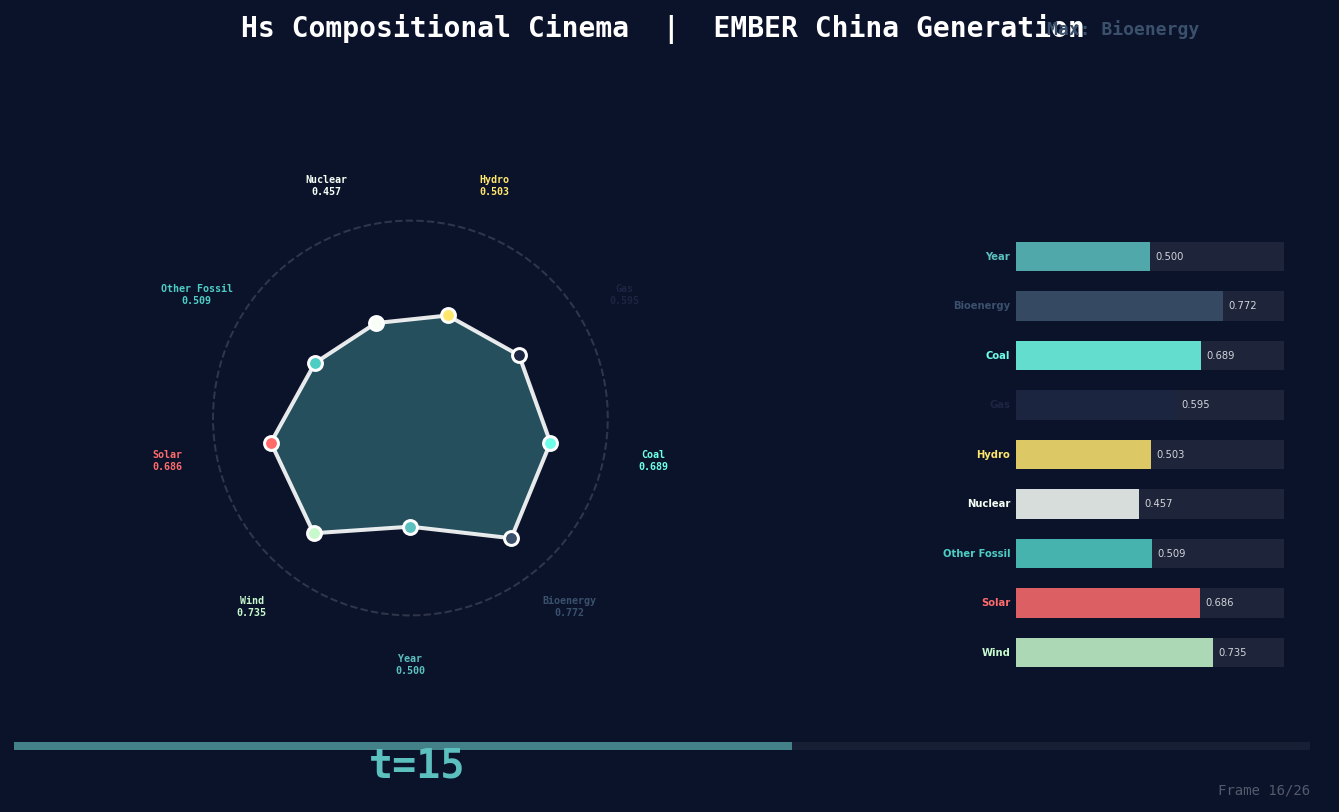 Hs Compositional Cinema  |  EMBER China Generation
Max: Bioenergy
Nuclear
0.457
Hydro
0.503
Other Fossil
0.509
Gas
0.595
Solar
0.686
Coal
0.689
Wind
0.735
Bioenergy
0.772
Year
0.500
Year 0.500
Bioenergy 0.772
Coal 0.689
Gas 0.595
Hydro 0.503
Nuclear 0.457
Other Fossil 0.509
Solar 0.686
Wind 0.735
t=15
Frame 16/26